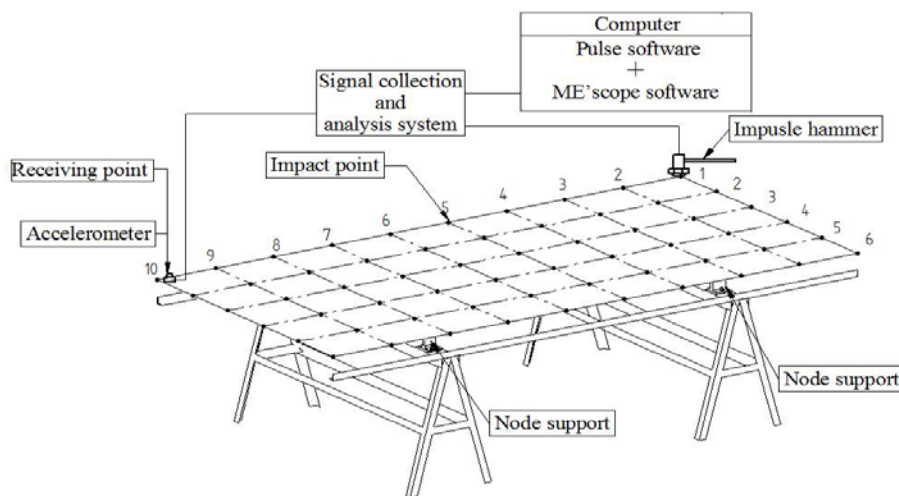 Computer
Pulse software
+
ME’scope software
Signal collection
and
analysis system
Impusle hammer
Receiving point
Impact point
Accelerometer
10 9 8 7 6 5 4 3 2 1 2 3 4 5 6
Node support
Node support